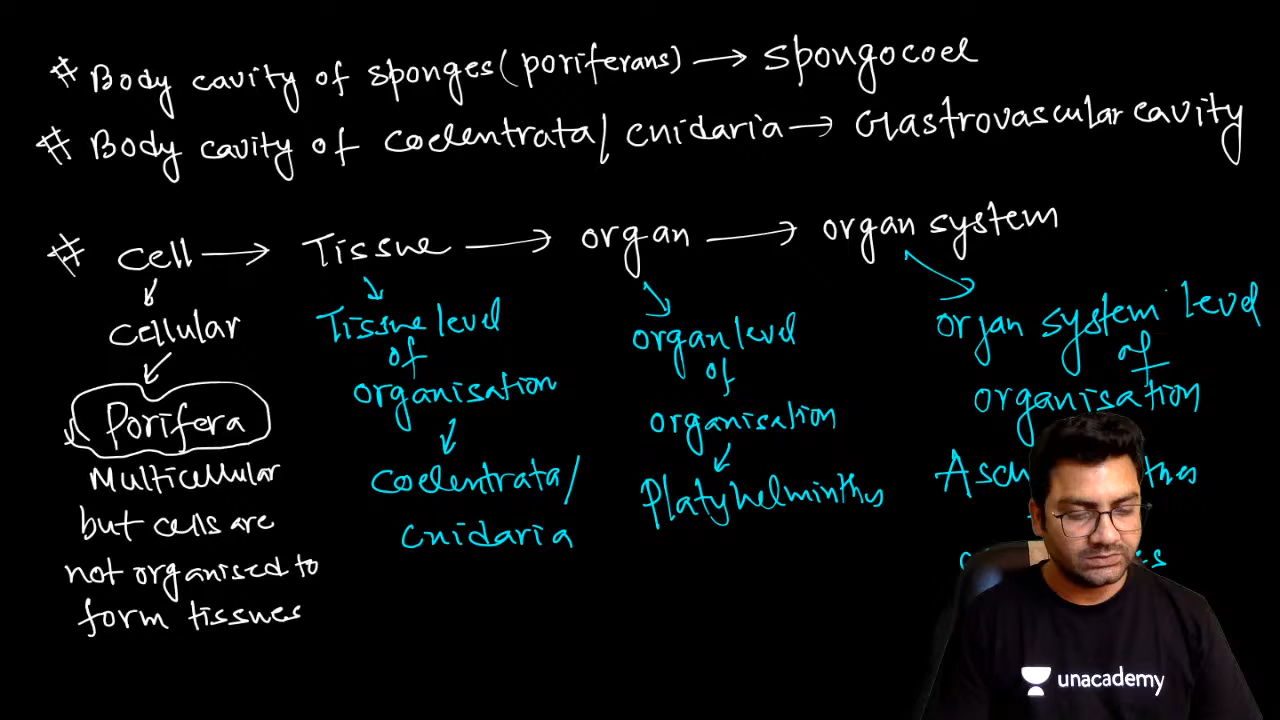 # Body cavity of sponges (poriferans) → spongocoel
# Body cavity of coelentrata/ cnidaria → Gastrovascular cavity
# cell → Tissue → organ → organ system
cellular
Porifera
Multicellular
but cells are
not organised to
form tissues
Tissue level
of
organisation
coelentrata/
cnidaria
organ level
of
organisation
Platyhelminthes
organ system level
of
organisation
unacademy